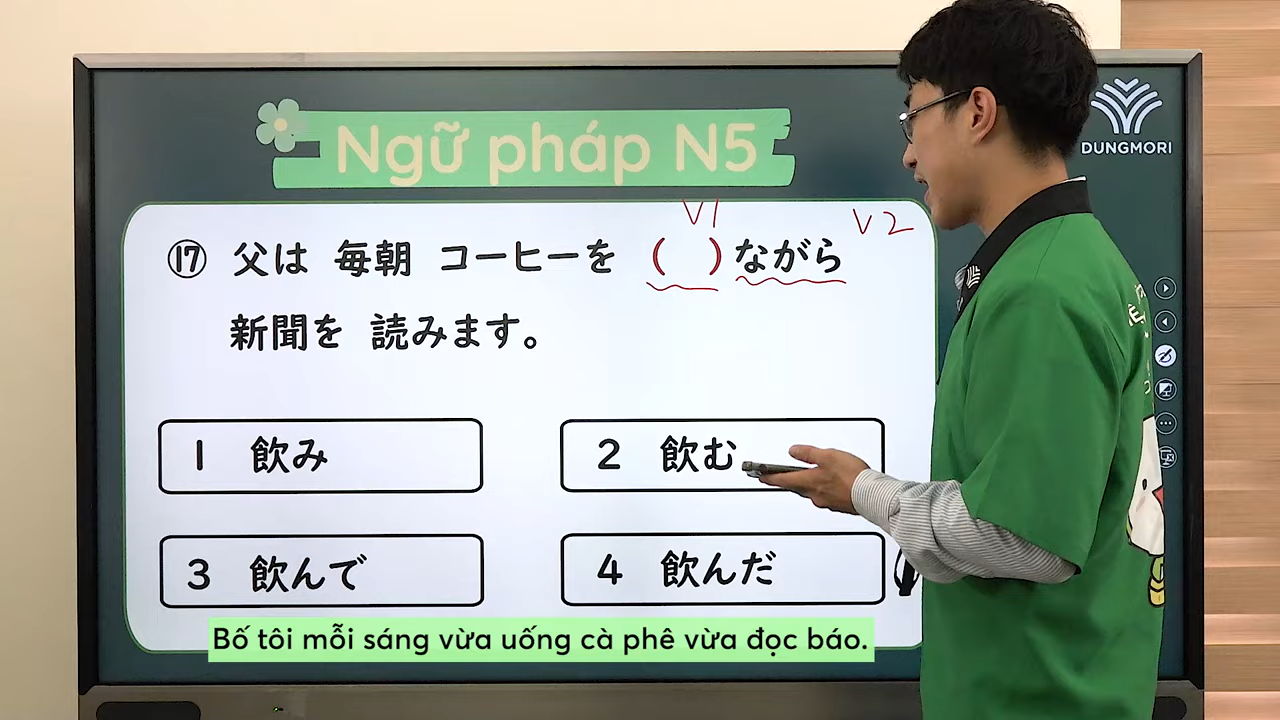 Ngữ pháp N5
DUNGMORI
V1
V2
⑰ 父は 毎朝 コーヒーを ( )ながら
新聞を 読みます。
1 飲み
2 飲む
3 飲んで
4 飲んだ
Bố tôi mỗi sáng vừa uống cà phê vừa đọc báo.